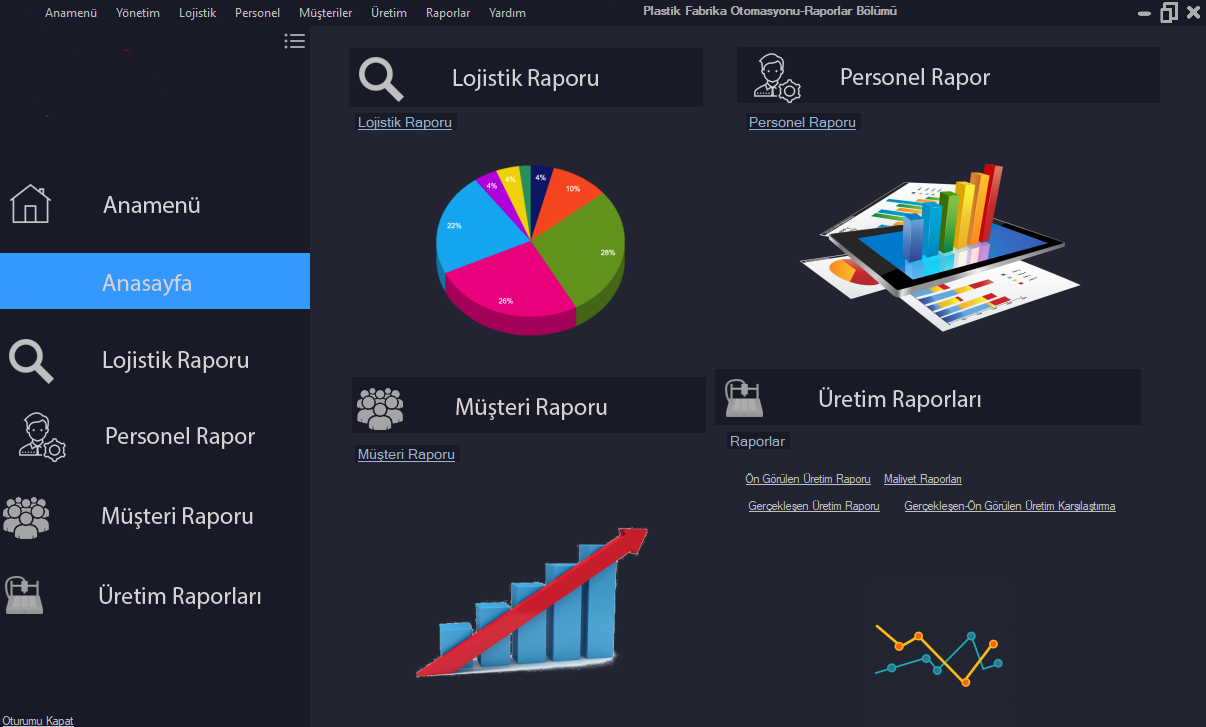 Anamenü Yönetim Lojistik Personel Müşteriler Üretim Raporlar Yardım
Plastik Fabrika Otomasyonu-Raporlar Bölümü
Anamenü
Anasayfa
Lojistik Raporu
Personel Rapor
Müşteri Raporu
Üretim Raporları
Oturumu Kapat
Lojistik Raporu
Lojistik Raporu
4%
10%
28%
26%
22%
4%
4%
Personel Rapor
Personel Raporu
Müşteri Raporu
Müşteri Raporu
Üretim Raporları
Raporlar
Ön Görülen Üretim Raporu Maliyet Raporları
Gerçekleşen Üretim Raporu Gerçekleşen-Ön Görülen Üretim Karşılaştırma